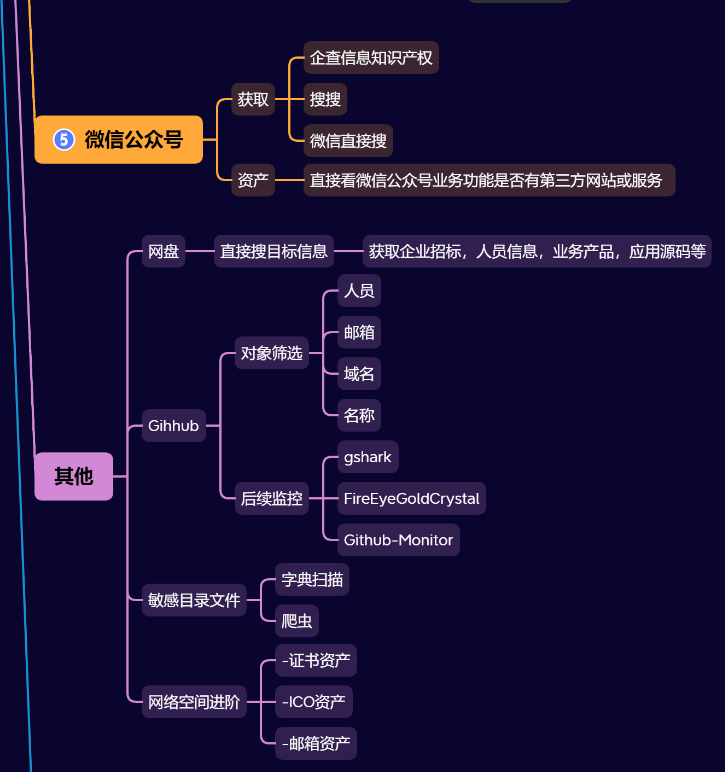 企查信息知识产权
获取
搜搜
5 微信公众号
微信直接搜
资产
直接看微信公众号业务功能是否有第三方网站或服务
网盘
直接搜目标信息
获取企业招标，人员信息，业务产品，应用源码等
人员
邮箱
对象筛选
域名
名称
Gihhub
gshark
其他
后续监控
FireEyeGoldCrystal
Github-Monitor
字典扫描
敏感目录文件
爬虫
-证书资产
网络空间进阶
-ICO资产
-邮箱资产